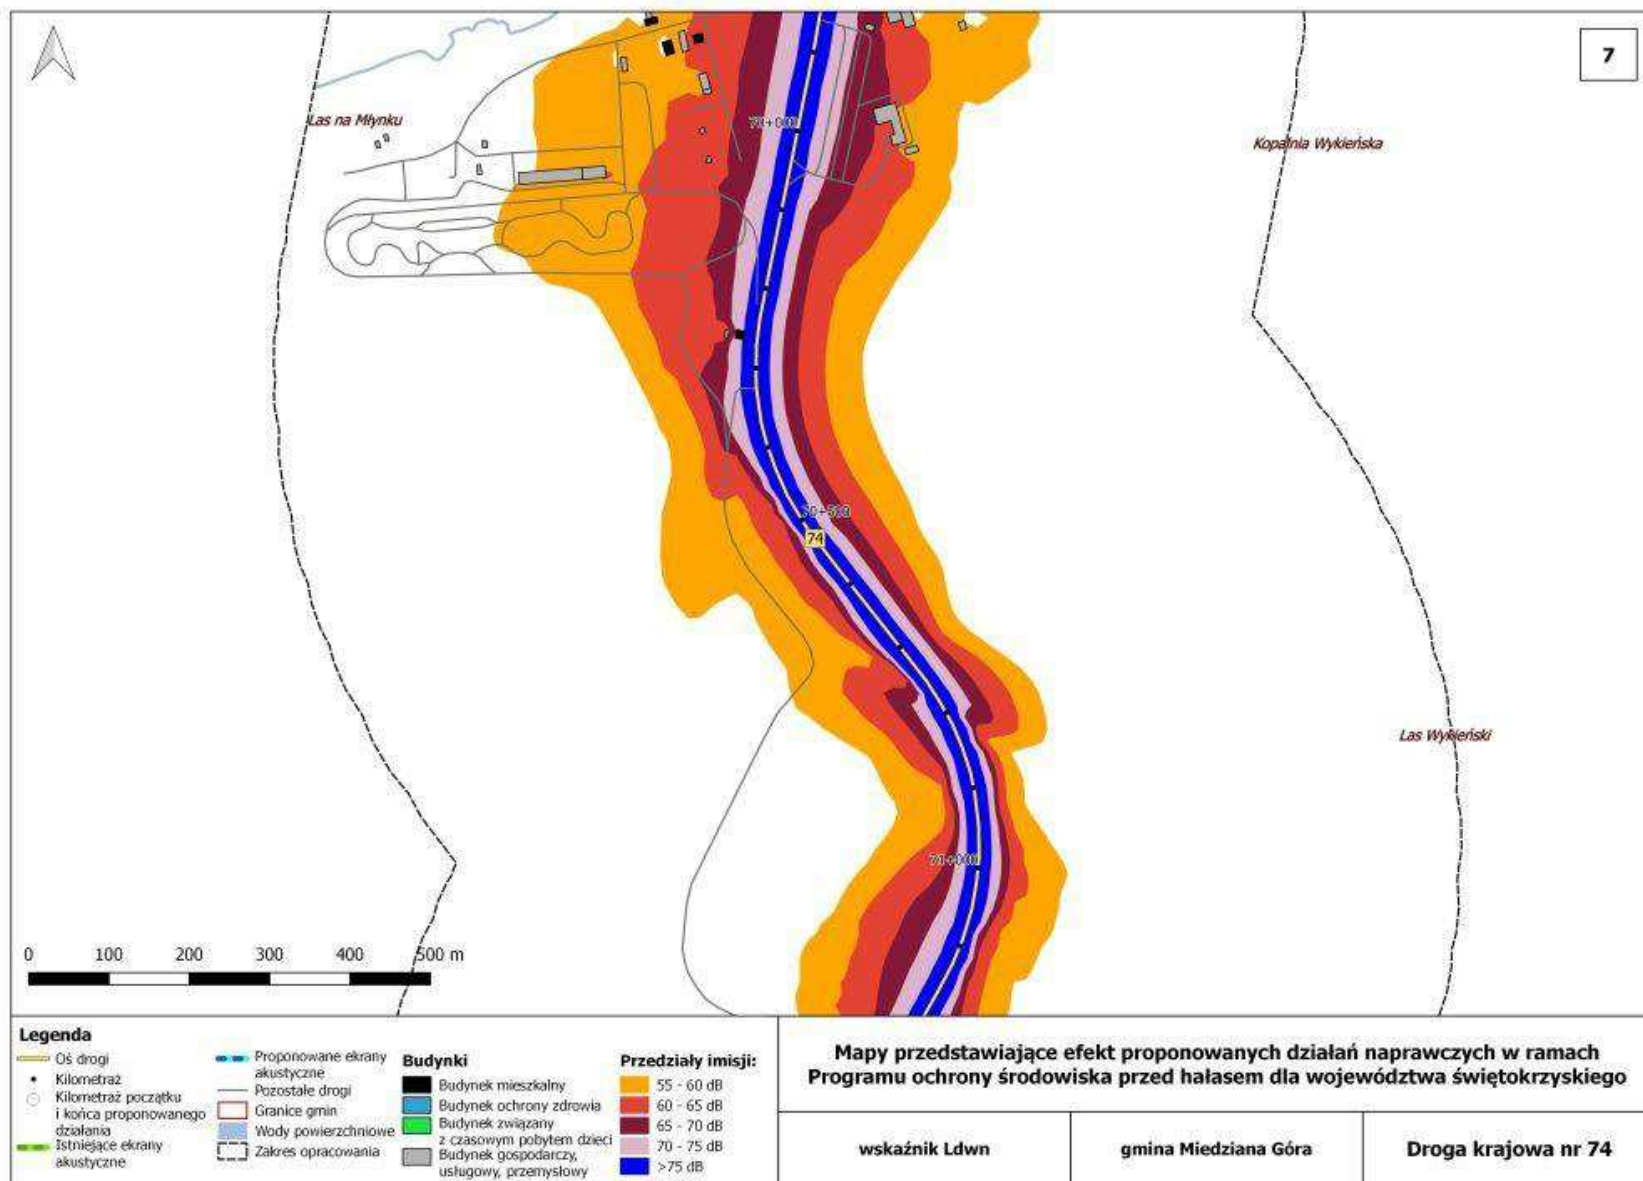 7
Las na Młynku
Kopalnia Wykieńska
70+000
74
Las Wykieński
71+000
0 100 200 300 400 500 m
Legenda
Oś drogi
Kilometraż
Kilometraż początku
i końca proponowanego
działania
Istniejące ekrany
akustyczne
Proponowane ekrany
akustyczne
Pozostałe drogi
Granice gmin
Wody powierzchniowe
Zakres opracowania
Budynki
Budynek mieszkalny
Budynek ochrony zdrowia
Budynek związany
z czasowym pobytem dzieci
Budynek gospodarczy,
usługowy, przemysłowy
Przedziały imisji:
55 - 60 dB
60 - 65 dB
65 - 70 dB
70 - 75 dB
>75 dB
Mapy przedstawiające efekt proponowanych działań naprawczych w ramach
Programu ochrony środowiska przed hałasem dla województwa świętokrzyskiego
wskaźnik Ldwn
gmina Miedziana Góra
Droga krajowa nr 74